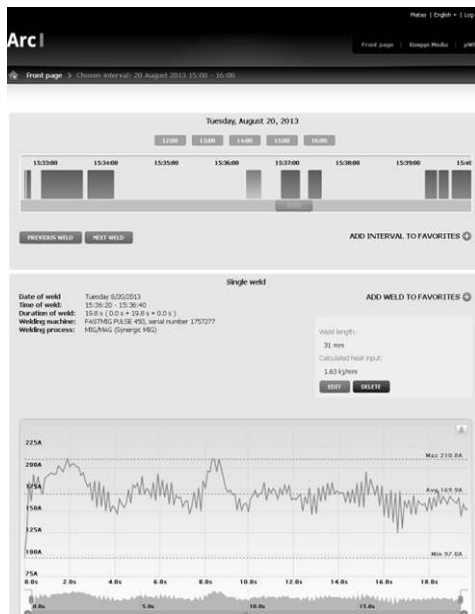 Matas | English | Log
Arc
Front page | Kemppi Media | pWP
Front page > Chosen interval: 20 August 2013 15:00 - 16:00
Tuesday, August 20, 2013
12:00 13:00 14:00 15:00 16:00
15:33:00 15:34:00 15:35:00 15:36:00 15:37:00 15:38:00 15:39:00 15:40
PREVIOUS WELD NEXT WELD ADD INTERVAL TO FAVORITES
Single weld
Date of weld Tuesday 8/20/2013 ADD WELD TO FAVORITES
Time of weld: 15:36:20 - 15:36:40
Duration of weld: 19.8 s ( 0.0 s + 19.8 s + 0.0 s )
Welding machine: FASTMIG PULSE 450, serial number 1757277
Welding process: MIG/MAG (Synergic MIG)
Weld length:
31 mm
Calculated heat input:
1.63 kJ/mm
EDIT DELETE
225A
Max 210.0A
200A
175A
Avg 169.9A
150A
125A
100A
Min 97.0A
75A
0.0s 2.0s 4.0s 6.0s 8.0s 10.0s 12.0s 14.0s 16.0s 18.0s
0.0s 5.0s 10.0s 15.0s